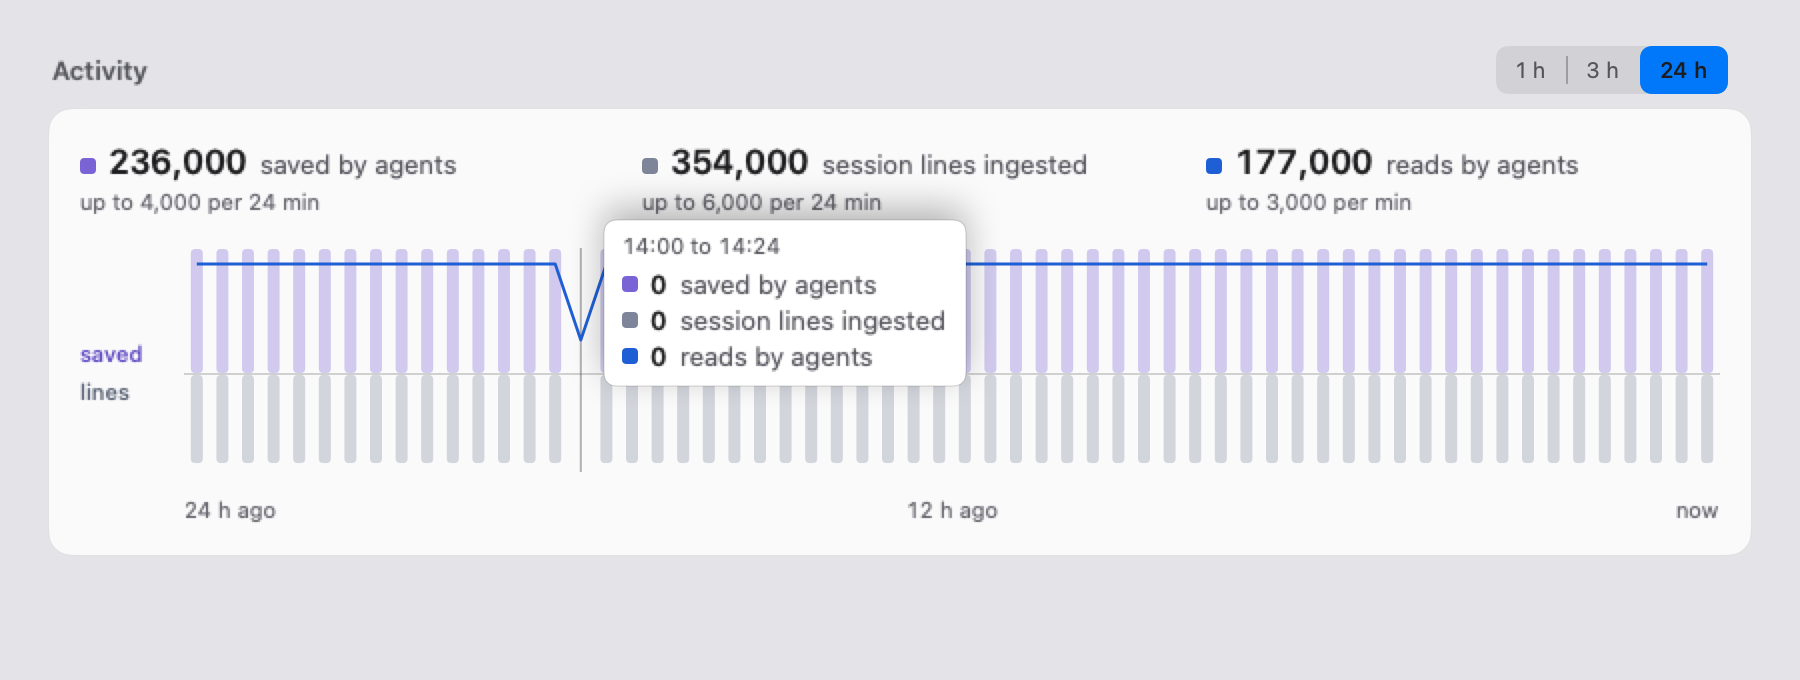 Activity
1 h
3 h
24 h
236,000 saved by agents
up to 4,000 per 24 min
354,000 session lines ingested
up to 6,000 per 24 min
177,000 reads by agents
up to 3,000 per min
14:00 to 14:24
0 saved by agents
0 session lines ingested
0 reads by agents
saved
lines
24 h ago
12 h ago
now